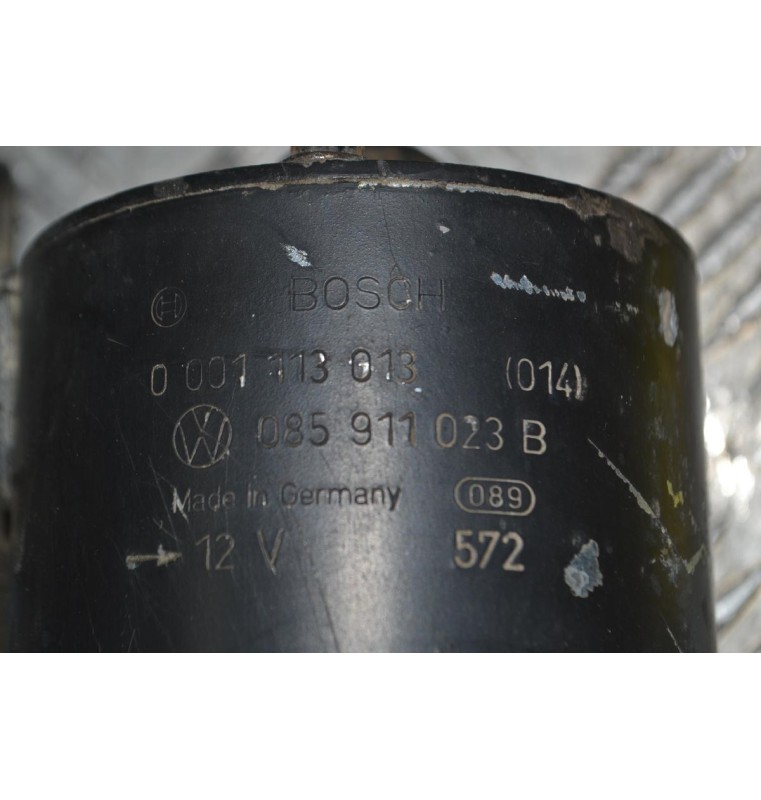 BOSCH
0 001 113 013 (014)
085 911 023 B
Made in Germany 089
→ 12 V 572